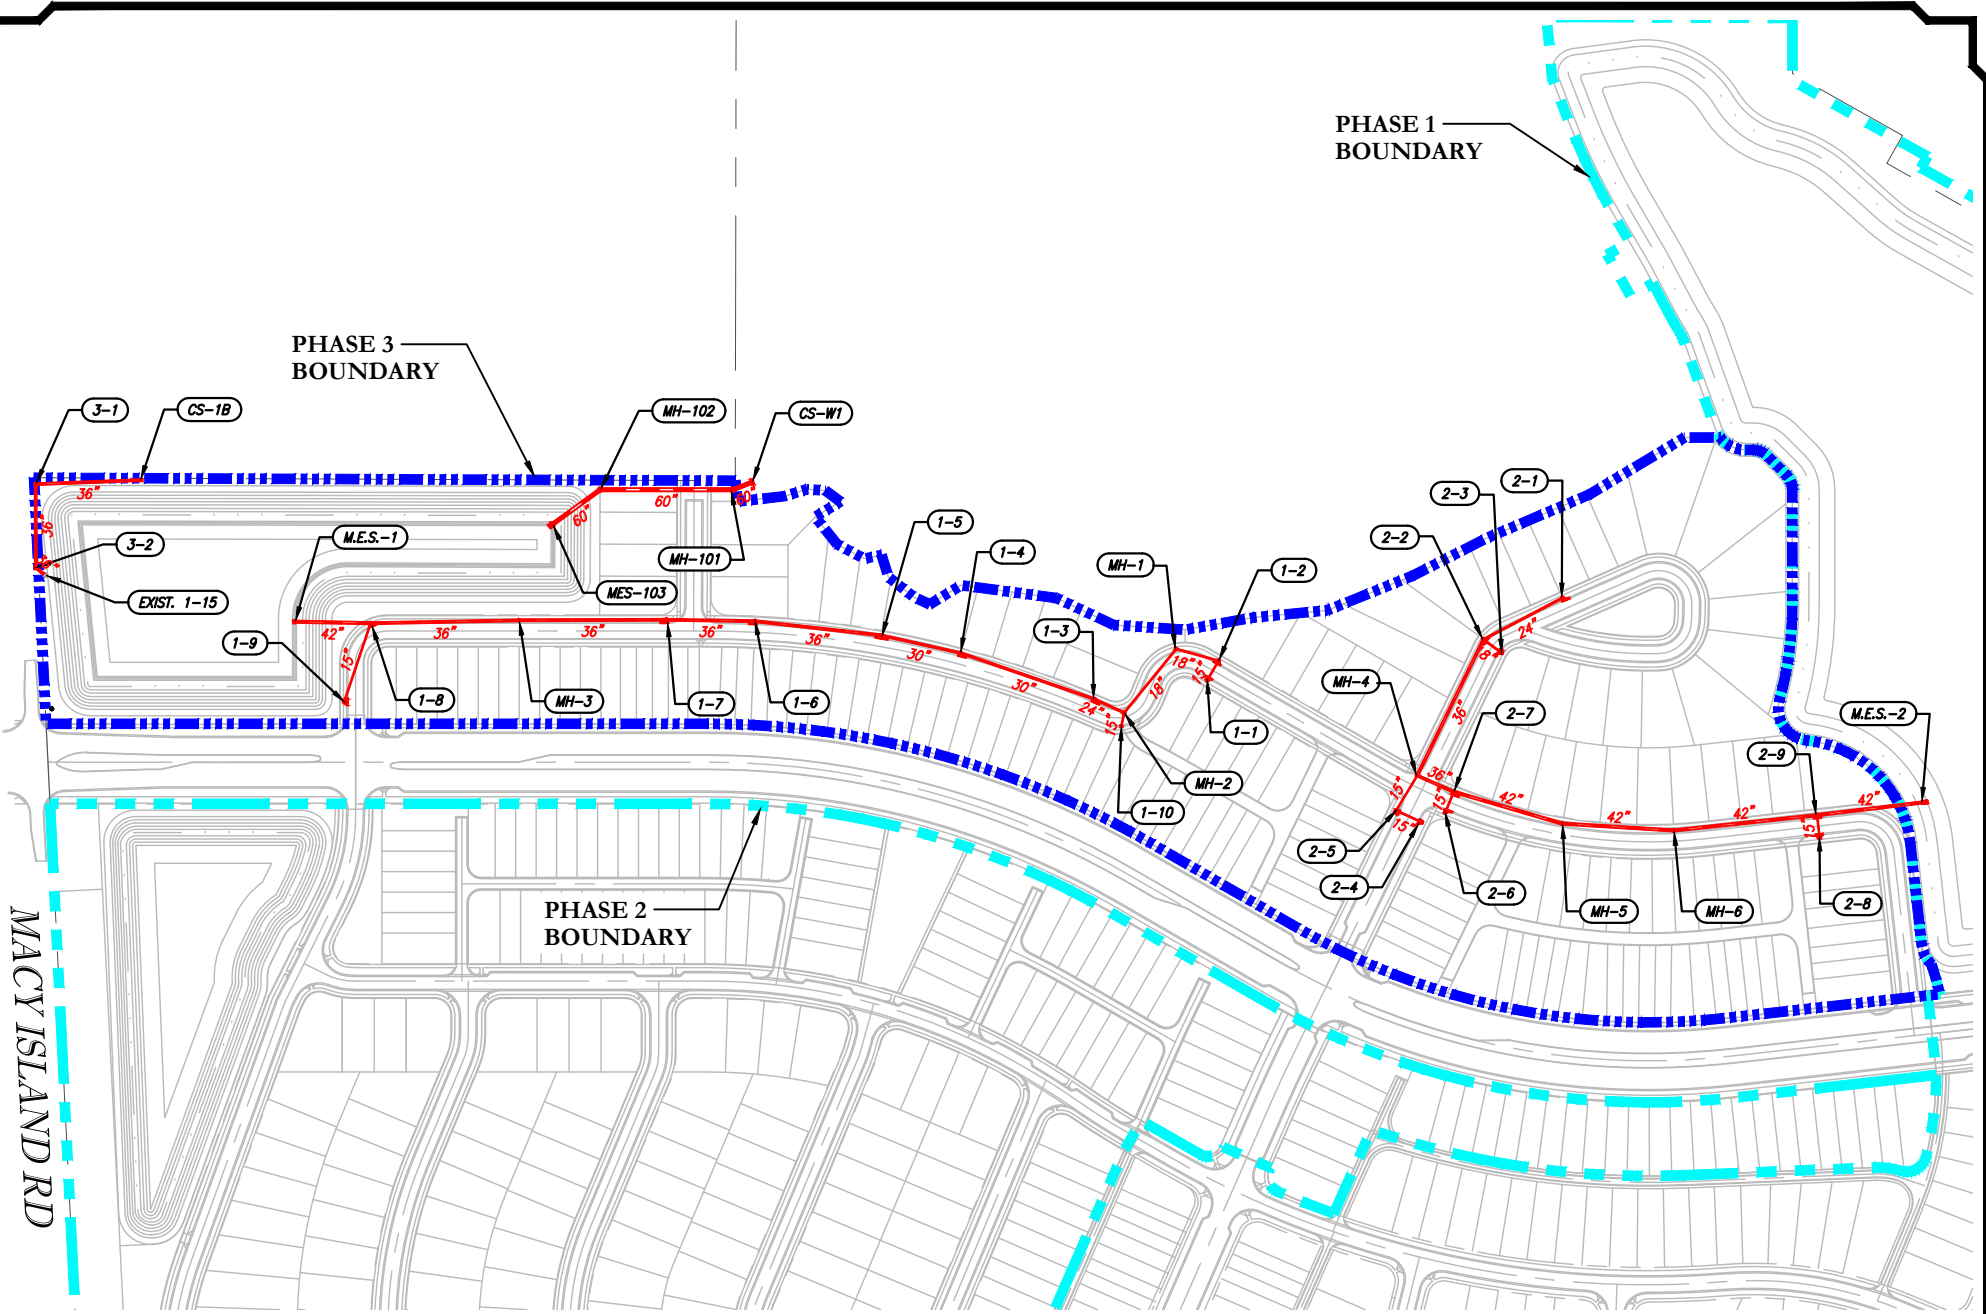 PHASE 1
BOUNDARY
PHASE 3
BOUNDARY
3-1
CS-1B
MH-102
CS-W1
36"
60"
60"
60"
36"
3-2
M.E.S.-1
MH-101
1-5
1-4
MH-1
1-2
2-2
2-3
2-1
EXIST. 1-15
MES-103
1-9
42"
36"
36"
36"
36"
30"
1-3
18"
15"
24"
15"
30"
18"
MH-4
36"
1-8
MH-3
1-7
1-6
24"
15"
1-1
2-7
M.E.S.-2
2-9
MH-2
1-10
36"
15"
15"
42"
42"
42"
42"
15"
15"
2-5
2-4
2-6
MH-5
MH-6
2-8
PHASE 2
BOUNDARY
MACY ISLAND RD